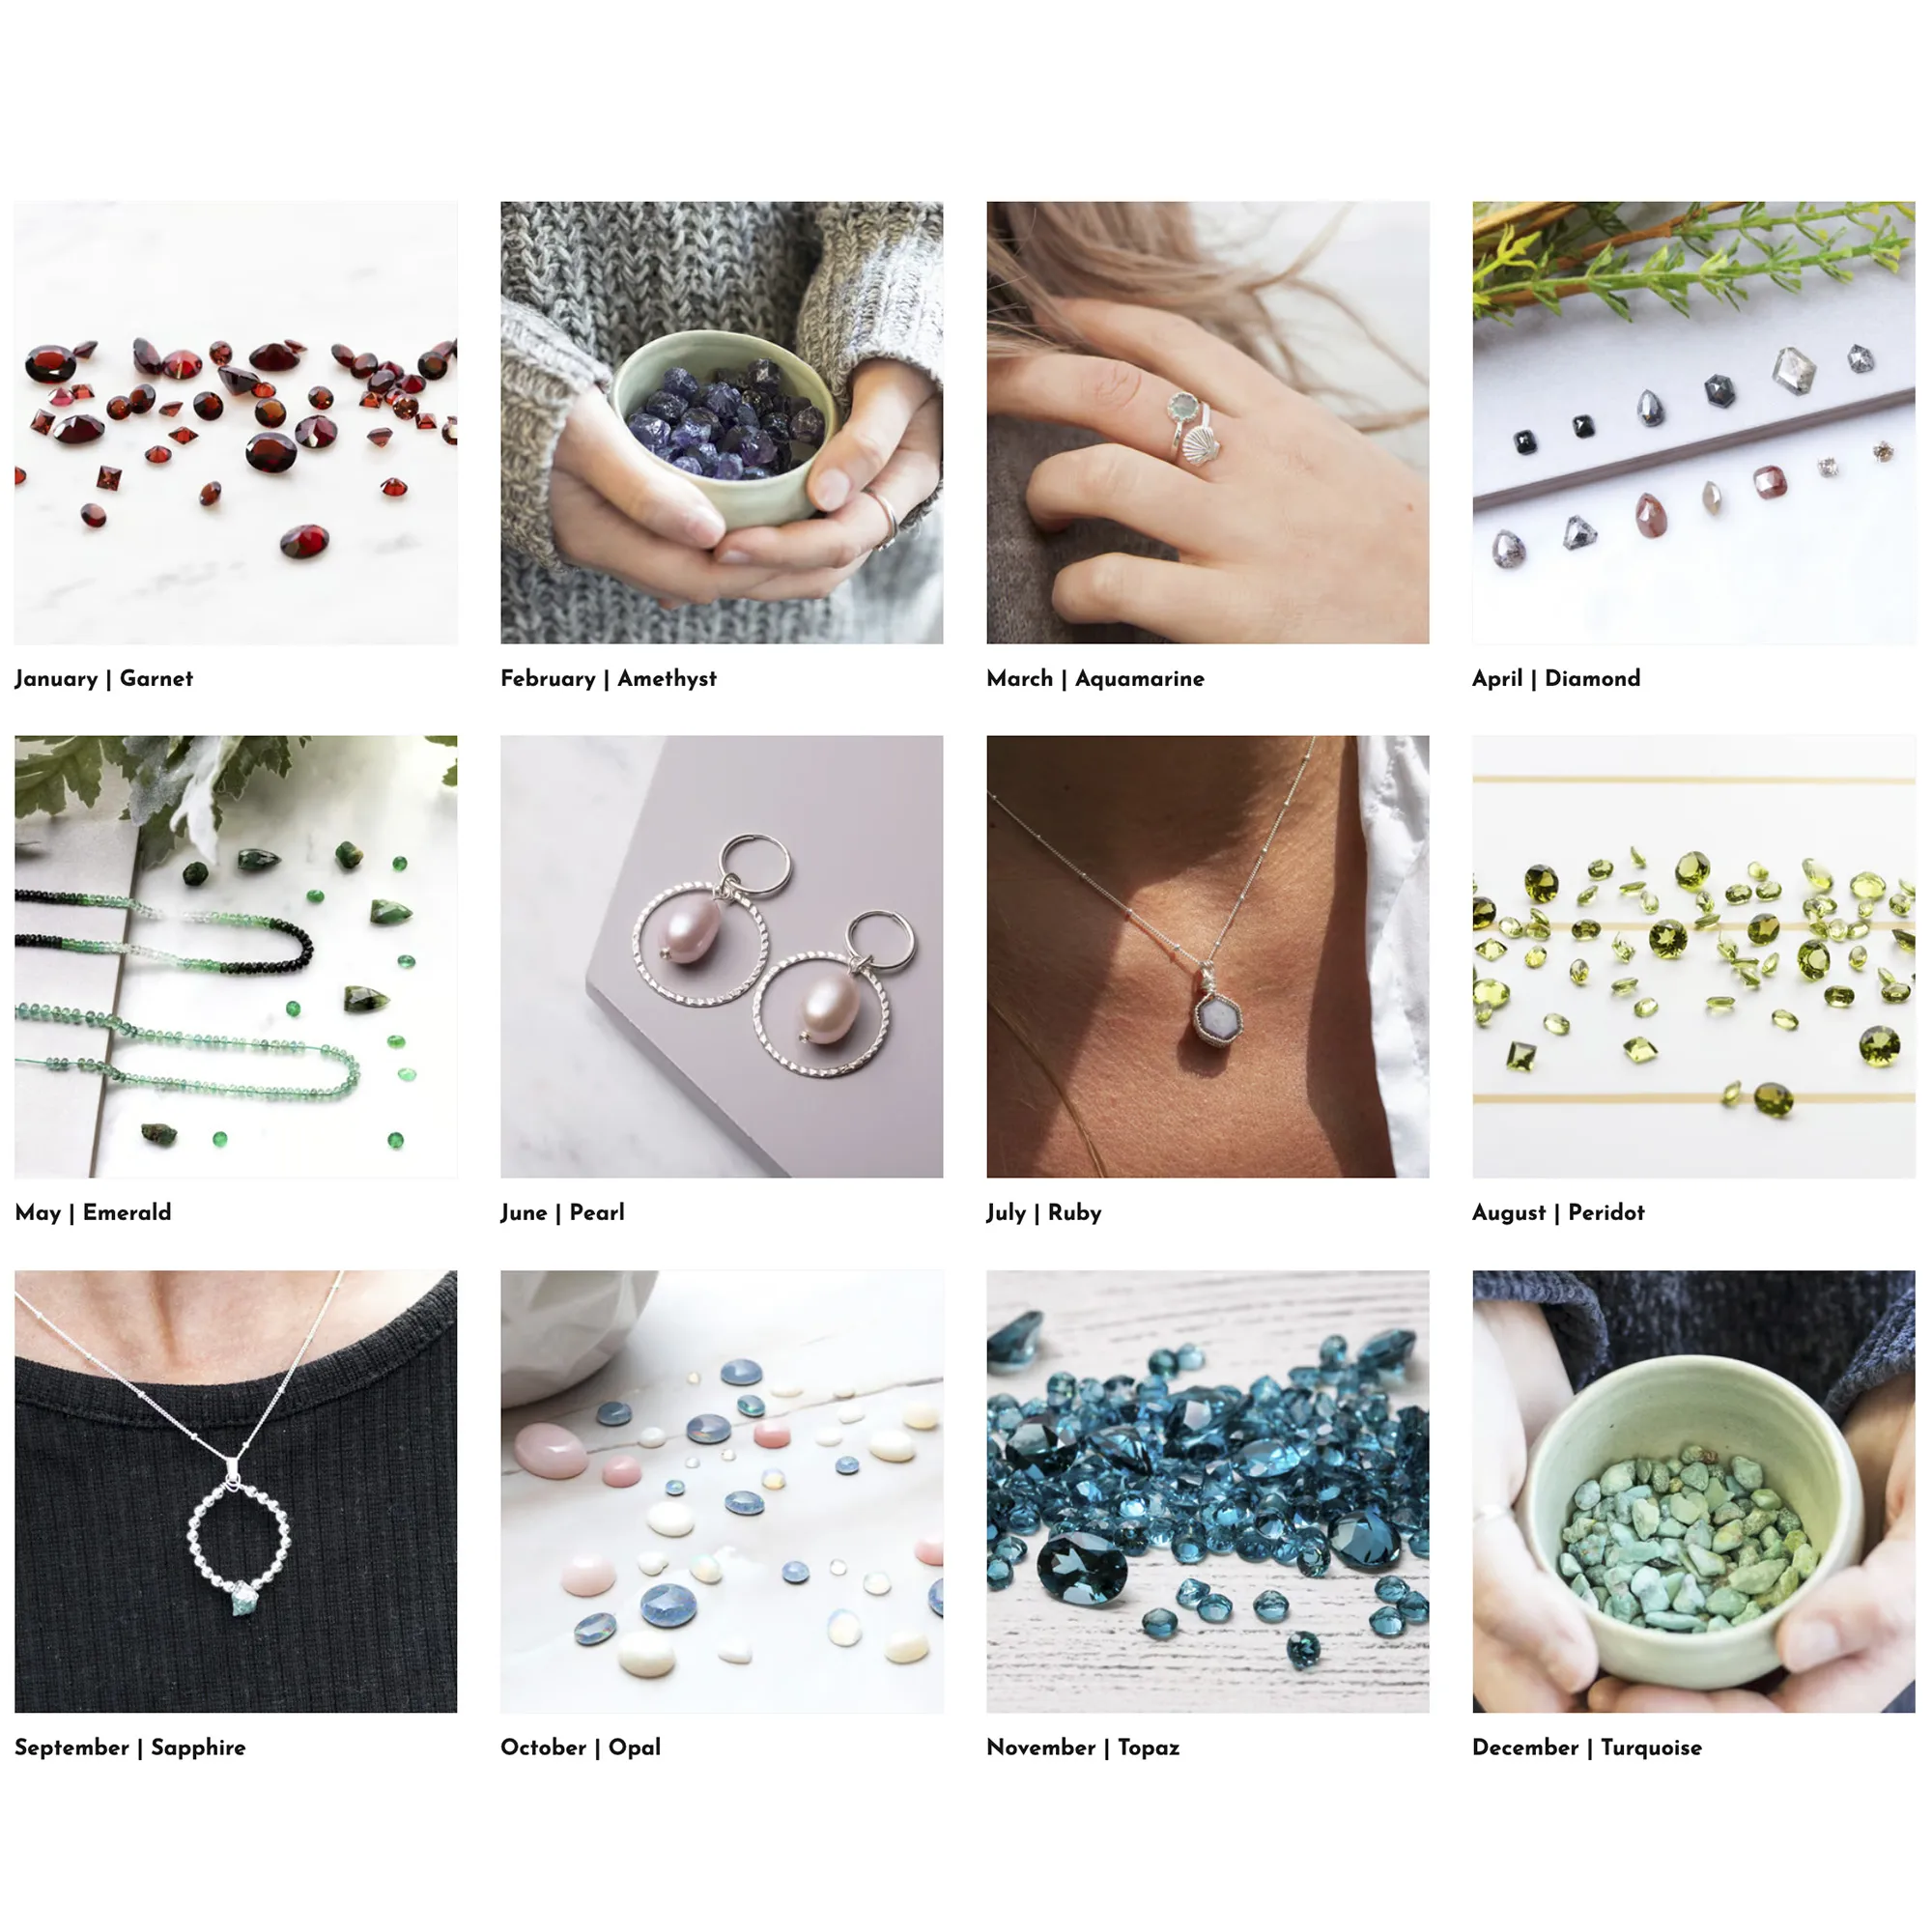 January | Garnet
February | Amethyst
March | Aquamarine
April | Diamond
May | Emerald
June | Pearl
July | Ruby
August | Peridot
September | Sapphire
October | Opal
November | Topaz
December | Turquoise